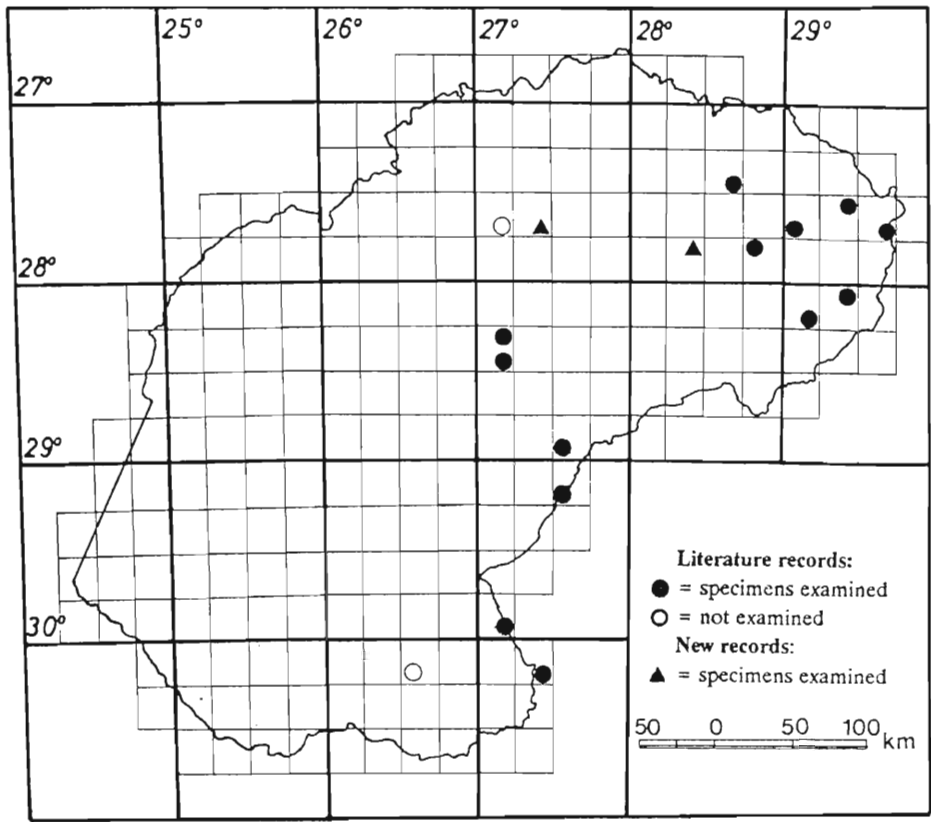 25° 26° 27° 28° 29°
27°
28°
29°
30°
Literature records:
● = specimens examined
○ = not examined
New records:
▲ = specimens examined
50 0 50 100 km